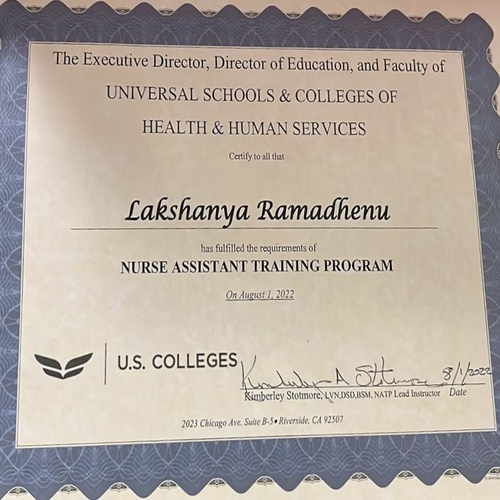 The Executive Director, Director of Education, and Faculty of
UNIVERSAL SCHOOLS & COLLEGES OF
HEALTH & HUMAN SERVICES
Certify to all that
Lakshanya Ramadhenu
has fulfilled the requirements of
NURSE ASSISTANT TRAINING PROGRAM
On August 1, 2022
U.S. COLLEGES
Kimberley A Stotmore 8/1/2022
Kimberley Stotmore, LVN,DSD,BSM, NATP Lead Instructor Date
2023 Chicago Ave. Suite B-5• Riverside, CA 92507